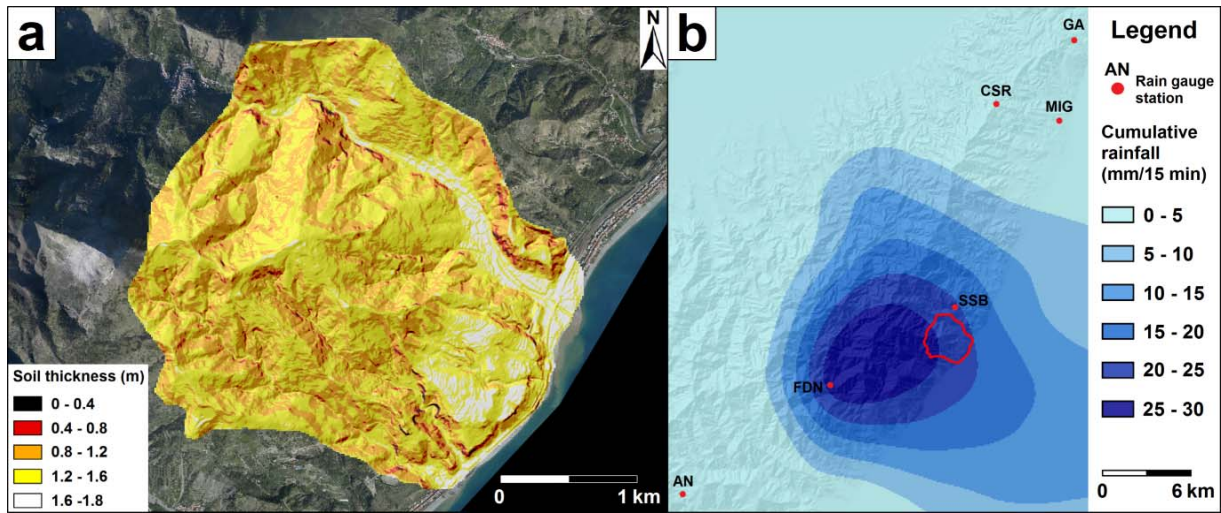 a
N
Soil thickness (m)
0 - 0.4
0.4 - 0.8
0.8 - 1.2
1.2 - 1.6
1.6 -1.8
0 1 km
b
GA
CSR
MIG
SSB
FDN
AN
0 6 km
Legend
AN
Rain gauge
station
Cumulative
rainfall
(mm/15 min)
0 - 5
5 - 10
10 - 15
15 - 20
20 - 25
25 - 30